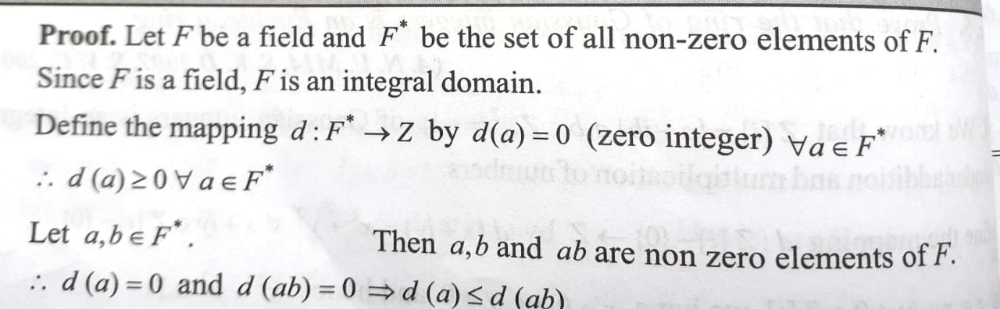 Proof. Let F be a field and F* be the set of all non-zero elements of F.
Since F is a field, F is an integral domain.
Define the mapping d : F* → Z by d(a) = 0 (zero integer) ∀a ∈ F*
∴ d (a) ≥ 0 ∀ a ∈ F*
Let a,b ∈ F*. Then a,b and ab are non zero elements of F.
∴ d (a) = 0 and d (ab) = 0 ⇒ d (a) ≤ d (ab)